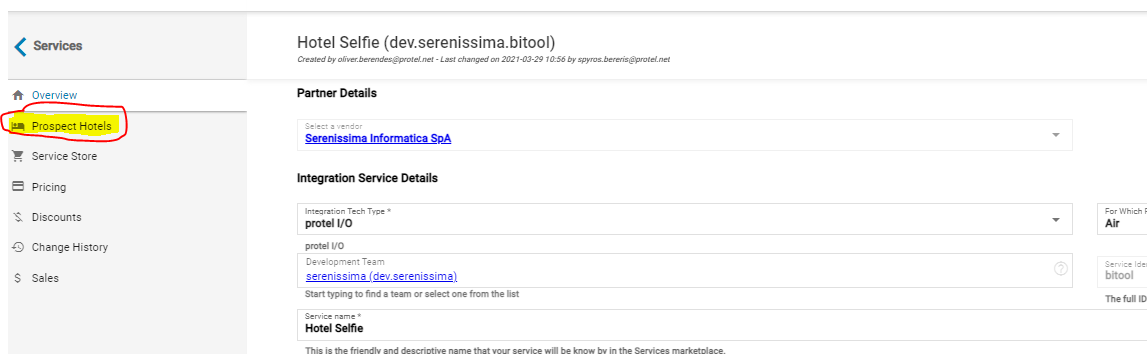 Services
Overview
Prospect Hotels
Service Store
Pricing
Discounts
Change History
Sales
Hotel Selfie (dev.serenissima.bitool)
Created by oliver.berendes@protel.net - Last changed on 2021-03-29 10:56 by spyros.bereris@protel.net
Partner Details
Select a vendor
Serenissima Informatica SpA
Integration Service Details
Integration Tech Type *
protel I/O
For Which P
Air
protel I/O
Development Team
serenissima (dev.serenissima)
Service Ide
bitool
Start typing to find a team or select one from the list
The full ID
Service name *
Hotel Selfie
This is the friendly and descriptive name that your service will be know by in the Services marketplace.